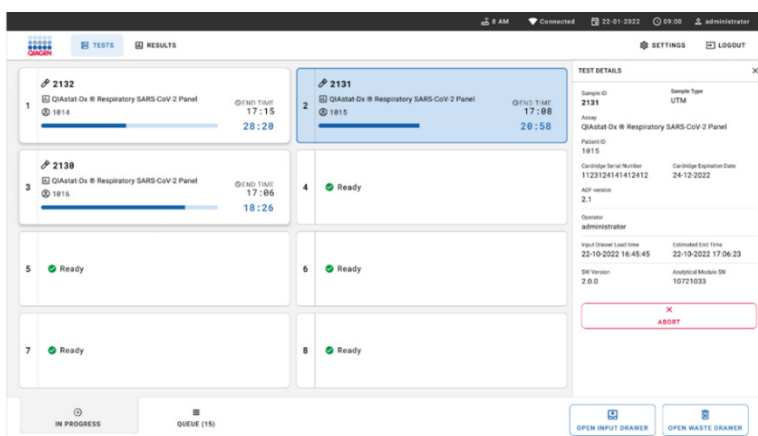 8 AM Connected 22-01-2022 09:00 administrator
QIAGEN TESTS RESULTS SETTINGS LOGOUT
1
2132
QIAstat-Dx ® Respiratory SARS-CoV-2 Panel
1014
END TIME
17:15
28:20
2
2131
QIAstat-Dx ® Respiratory SARS-CoV-2 Panel
1015
END TIME
17:08
20:58
3
2130
QIAstat-Dx ® Respiratory SARS-CoV-2 Panel
1016
END TIME
17:06
18:26
4 Ready
5 Ready
6 Ready
7 Ready
8 Ready
TEST DETAILS
Sample ID Sample Type
2131 UTM
Assay
QIAstat-Dx ® Respiratory SARS-CoV-2 Panel
Patient ID
1015
Cardridge Serial Number Cardridge Expiration Date
1123124141412412 24-12-2022
ADF version
2.1
Operator
administrator
Input Drawer Load time Estimated End Time
22-10-2022 16:45:45 22-10-2022 17:06:23
SW Version Analytical Module SN
2.0.0 10721033
ABORT
IN PROGRESS QUEUE (15)
OPEN INPUT DRAWER OPEN WASTE DRAWER